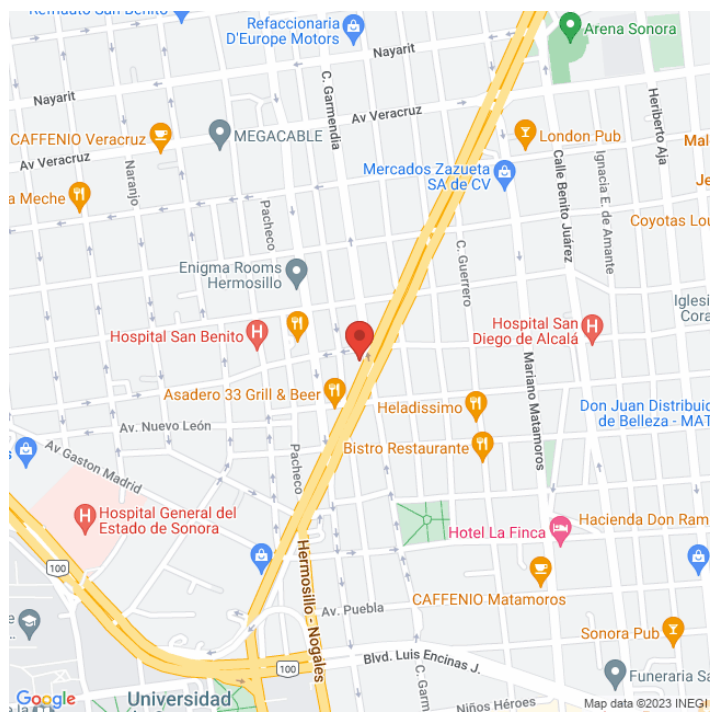 Refauto San Benito
Refaccionaria
D'Europe Motors
Arena Sonora
Nayarit
Nayarit
C. Garmendia
Av Veracruz
Heriberto Aja
CAFFENIO Veracruz
MEGACABLE
London Pub
Av Veracruz
Naranjo
Mercados Zazueta
SA de CV
Calle Benito Juárez
Ignacia E. de Amante
a Meche
Pacheco
Coyotas Lou
C. Guerrero
Enigma Rooms
Hermosillo
Iglesi
Cora
Hospital San Benito
Hospital San
Diego de Alcalá
Mariano Matamoros
Asadero 33 Grill & Beer
Heladissimo
Don Juan Distribuid
de Belleza - MAT
Av. Nuevo León
Bistro Restaurante
Av Gaston Madrid
Pacheco
Hospital General del
Estado de Sonora
Hotel La Finca
Hacienda Don Ram
100
Hermosillo - Nogales
CAFFENIO Matamoros
Av. Puebla
Sonora Pub
100
Blvd. Luis Encinas J.
C. Garm
Funeraria Sa
Google
Universidad
Niños Héroes
Map data ©2023 INEGI